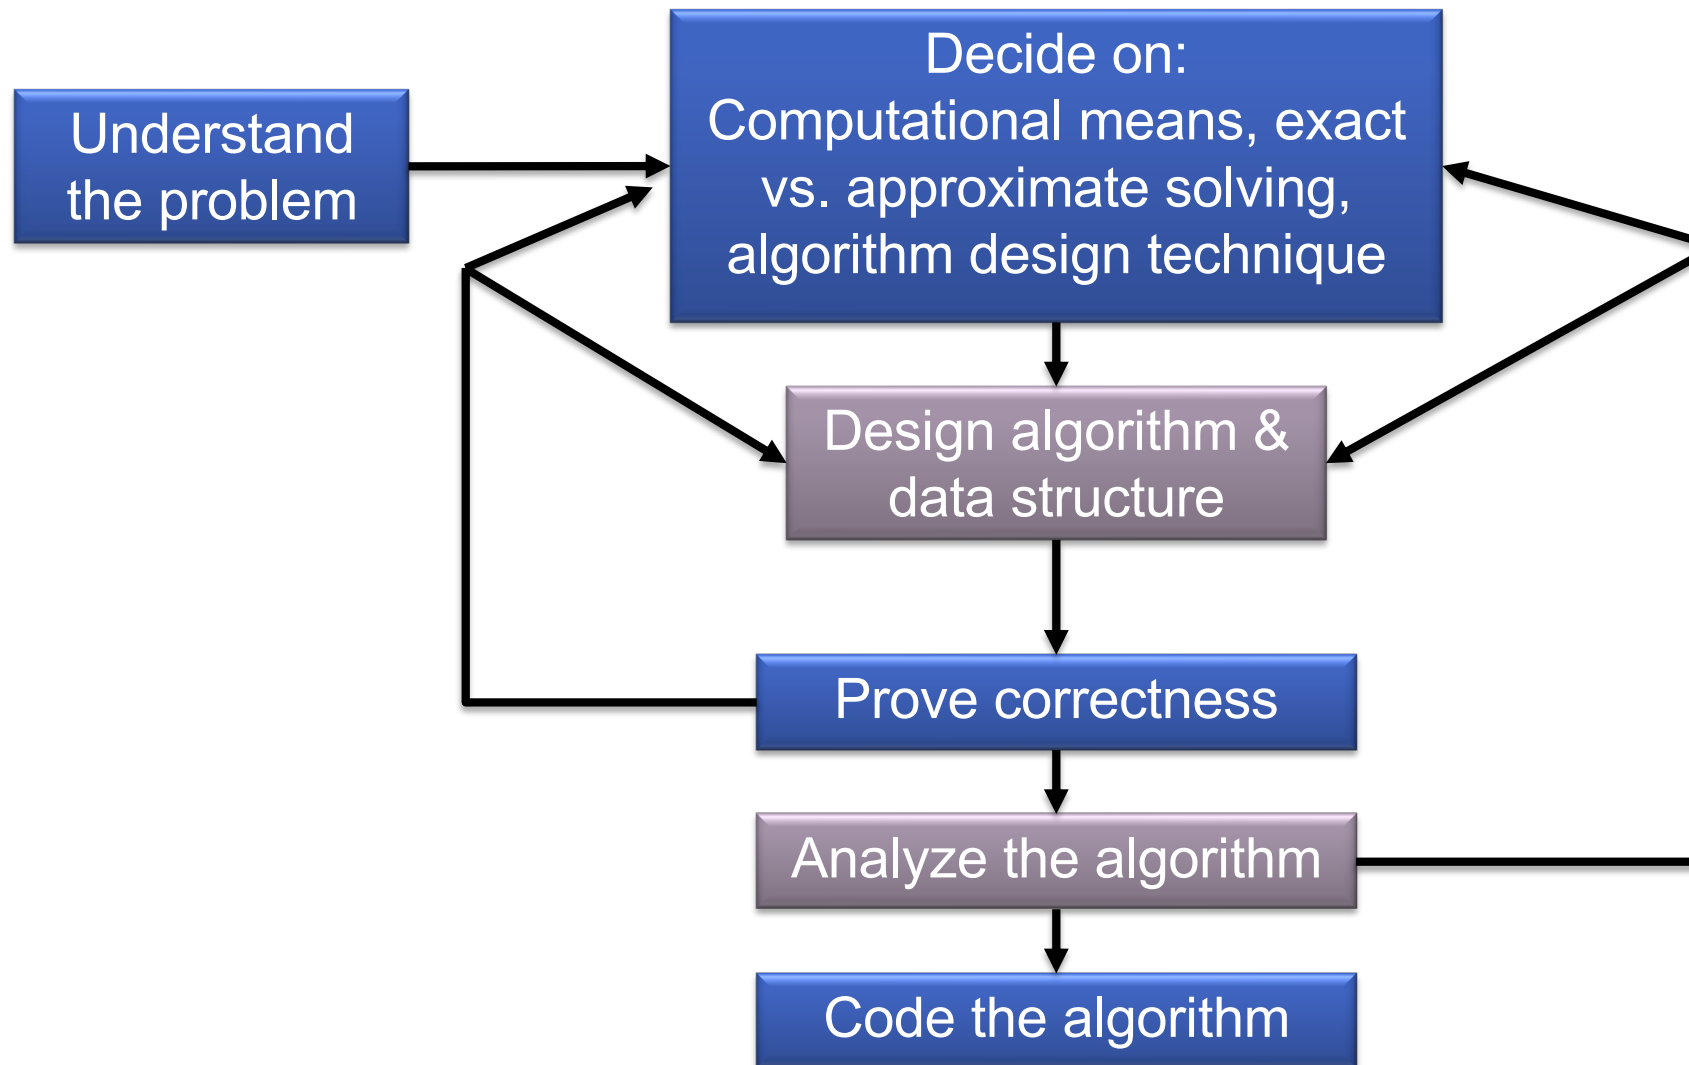 Understand
the problem
Decide on:
Computational means, exact
vs. approximate solving,
algorithm design technique
Design algorithm &
data structure
Prove correctness
Analyze the algorithm
Code the algorithm